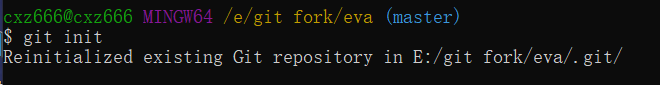 cxz666@cxz666 MINGW64 /e/git fork/eva (master)
$ git init
Reinitialized existing Git repository in E:/git fork/eva/.git/